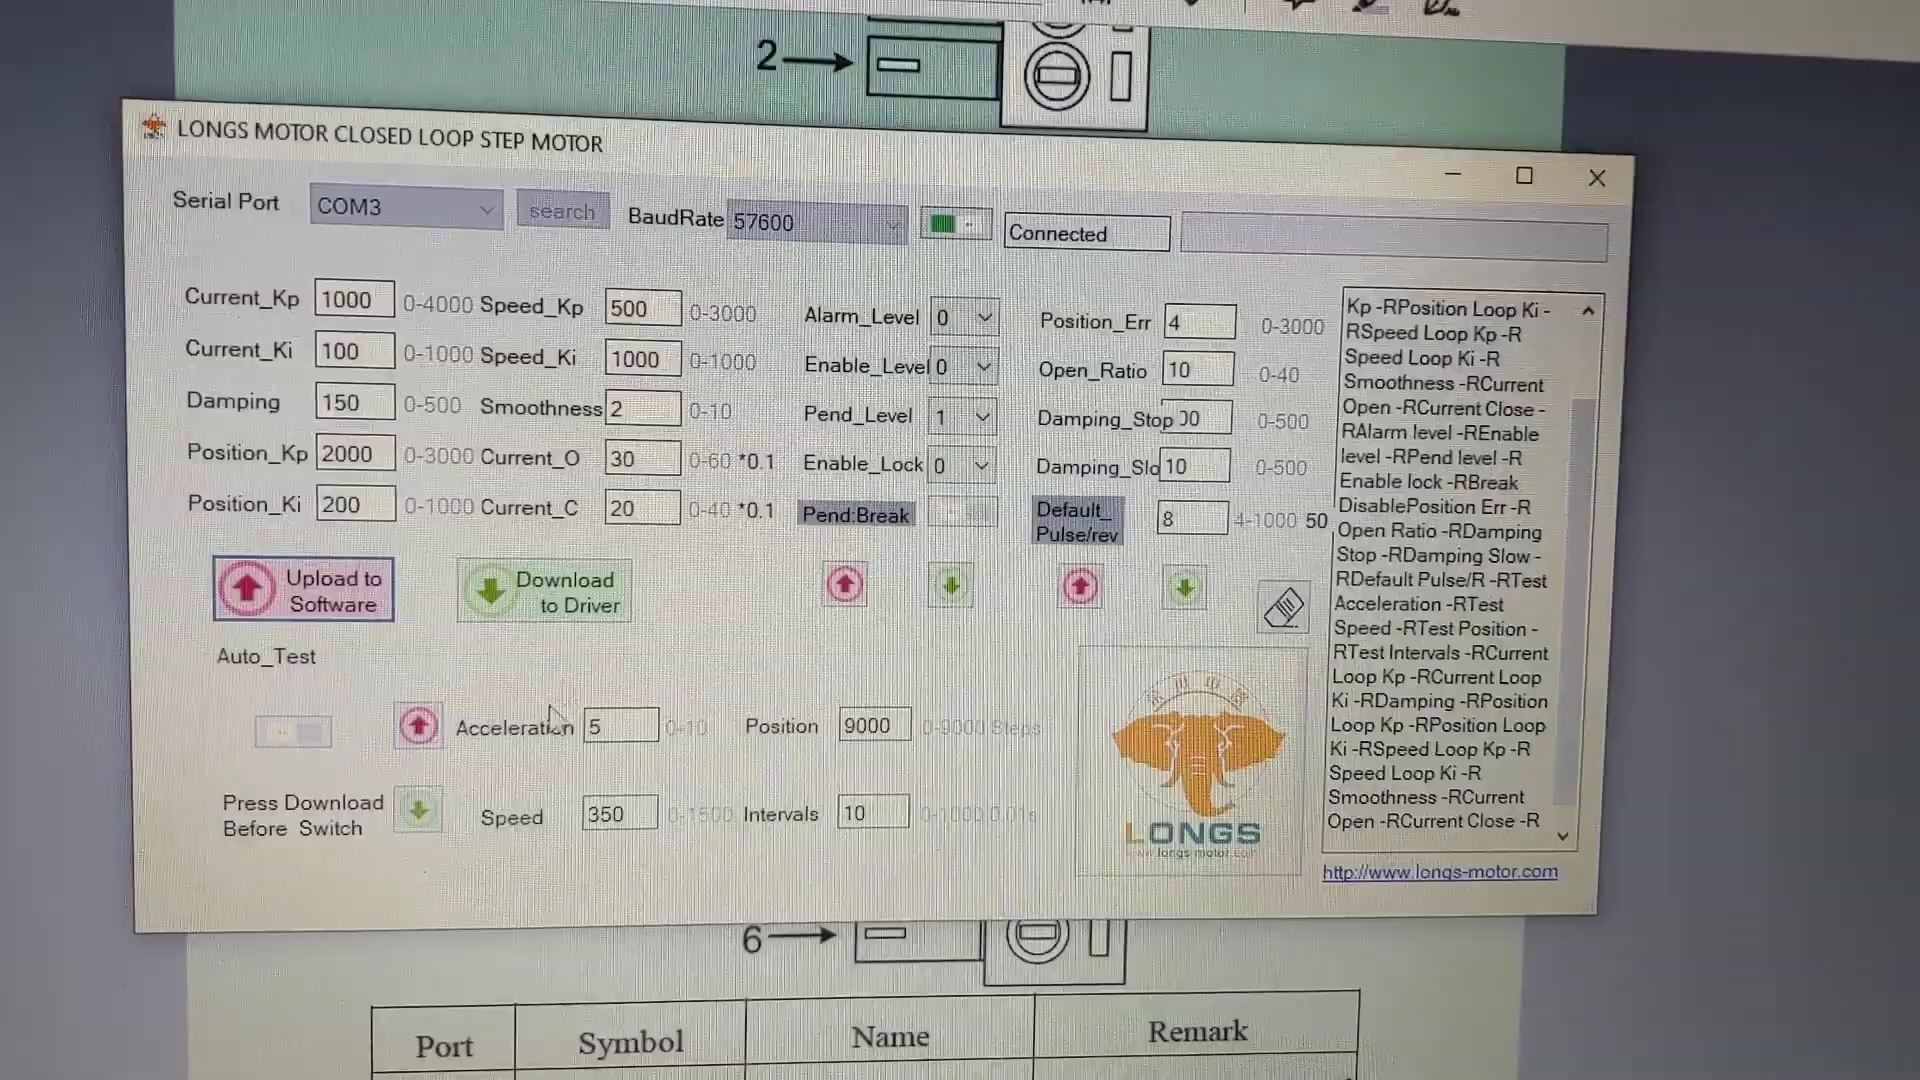 2
LONGS MOTOR CLOSED LOOP STEP MOTOR
Serial Port COM3 search BaudRate 57600 Connected
Current_Kp 1000 0-4000 Speed_Kp 500 0-3000 Alarm_Level 0 Position_Err 4 0-3000
Current_Ki 100 0-1000 Speed_Ki 1000 0-1000 Enable_Level 0 Open_Ratio 10 0-40
Damping 150 0-500 Smoothness 2 0-10 Pend_Level 1 Damping_Stop 00 0-500
Position_Kp 2000 0-3000 Current_O 30 0-60 *0.1 Enable_Lock 0 Damping_Slo 10 0-500
Position_Ki 200 0-1000 Current_C 20 0-40 *0.1 Pend:Break Default_
Pulse/rev 8 4-1000 50
Upload to
Software
Download
to Driver
Auto_Test
Acceleration 5 0-10 Position 9000 0-9000 Steps
Press Download
Before Switch
Speed 350 0-1500 Intervals 10 0-1000 0.01s
Kp -RPosition Loop Ki -
RSpeed Loop Kp -R
Speed Loop Ki -R
Smoothness -RCurrent
Open -RCurrent Close -
RAlarm level -REnable
level -RPend level -R
Enable lock -RBreak
DisablePosition Err -R
Open Ratio -RDamping
Stop -RDamping Slow -
RDefault Pulse/R -RTest
Acceleration -RTest
Speed -RTest Position -
RTest Intervals -RCurrent
Loop Kp -RCurrent Loop
Ki -RDamping -RPosition
Loop Kp -RPosition Loop
Ki -RSpeed Loop Kp -R
Speed Loop Ki -R
Smoothness -RCurrent
Open -RCurrent Close -R
LONGS
www.longs-motor.com
http://www.longs-motor.com
6
Port Symbol Name Remark